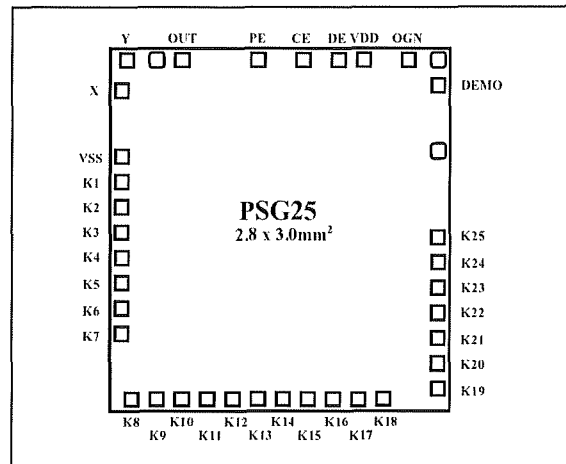 Y OUT PE CE DE VDD OGN
X
DEMO
VSS
K1
K2
K3
K4
K5
K6
K7
PSG25
2.8 x 3.0mm²
K25
K24
K23
K22
K21
K20
K19
K8 K10 K12 K14 K16 K18
K9 K11 K13 K15 K17